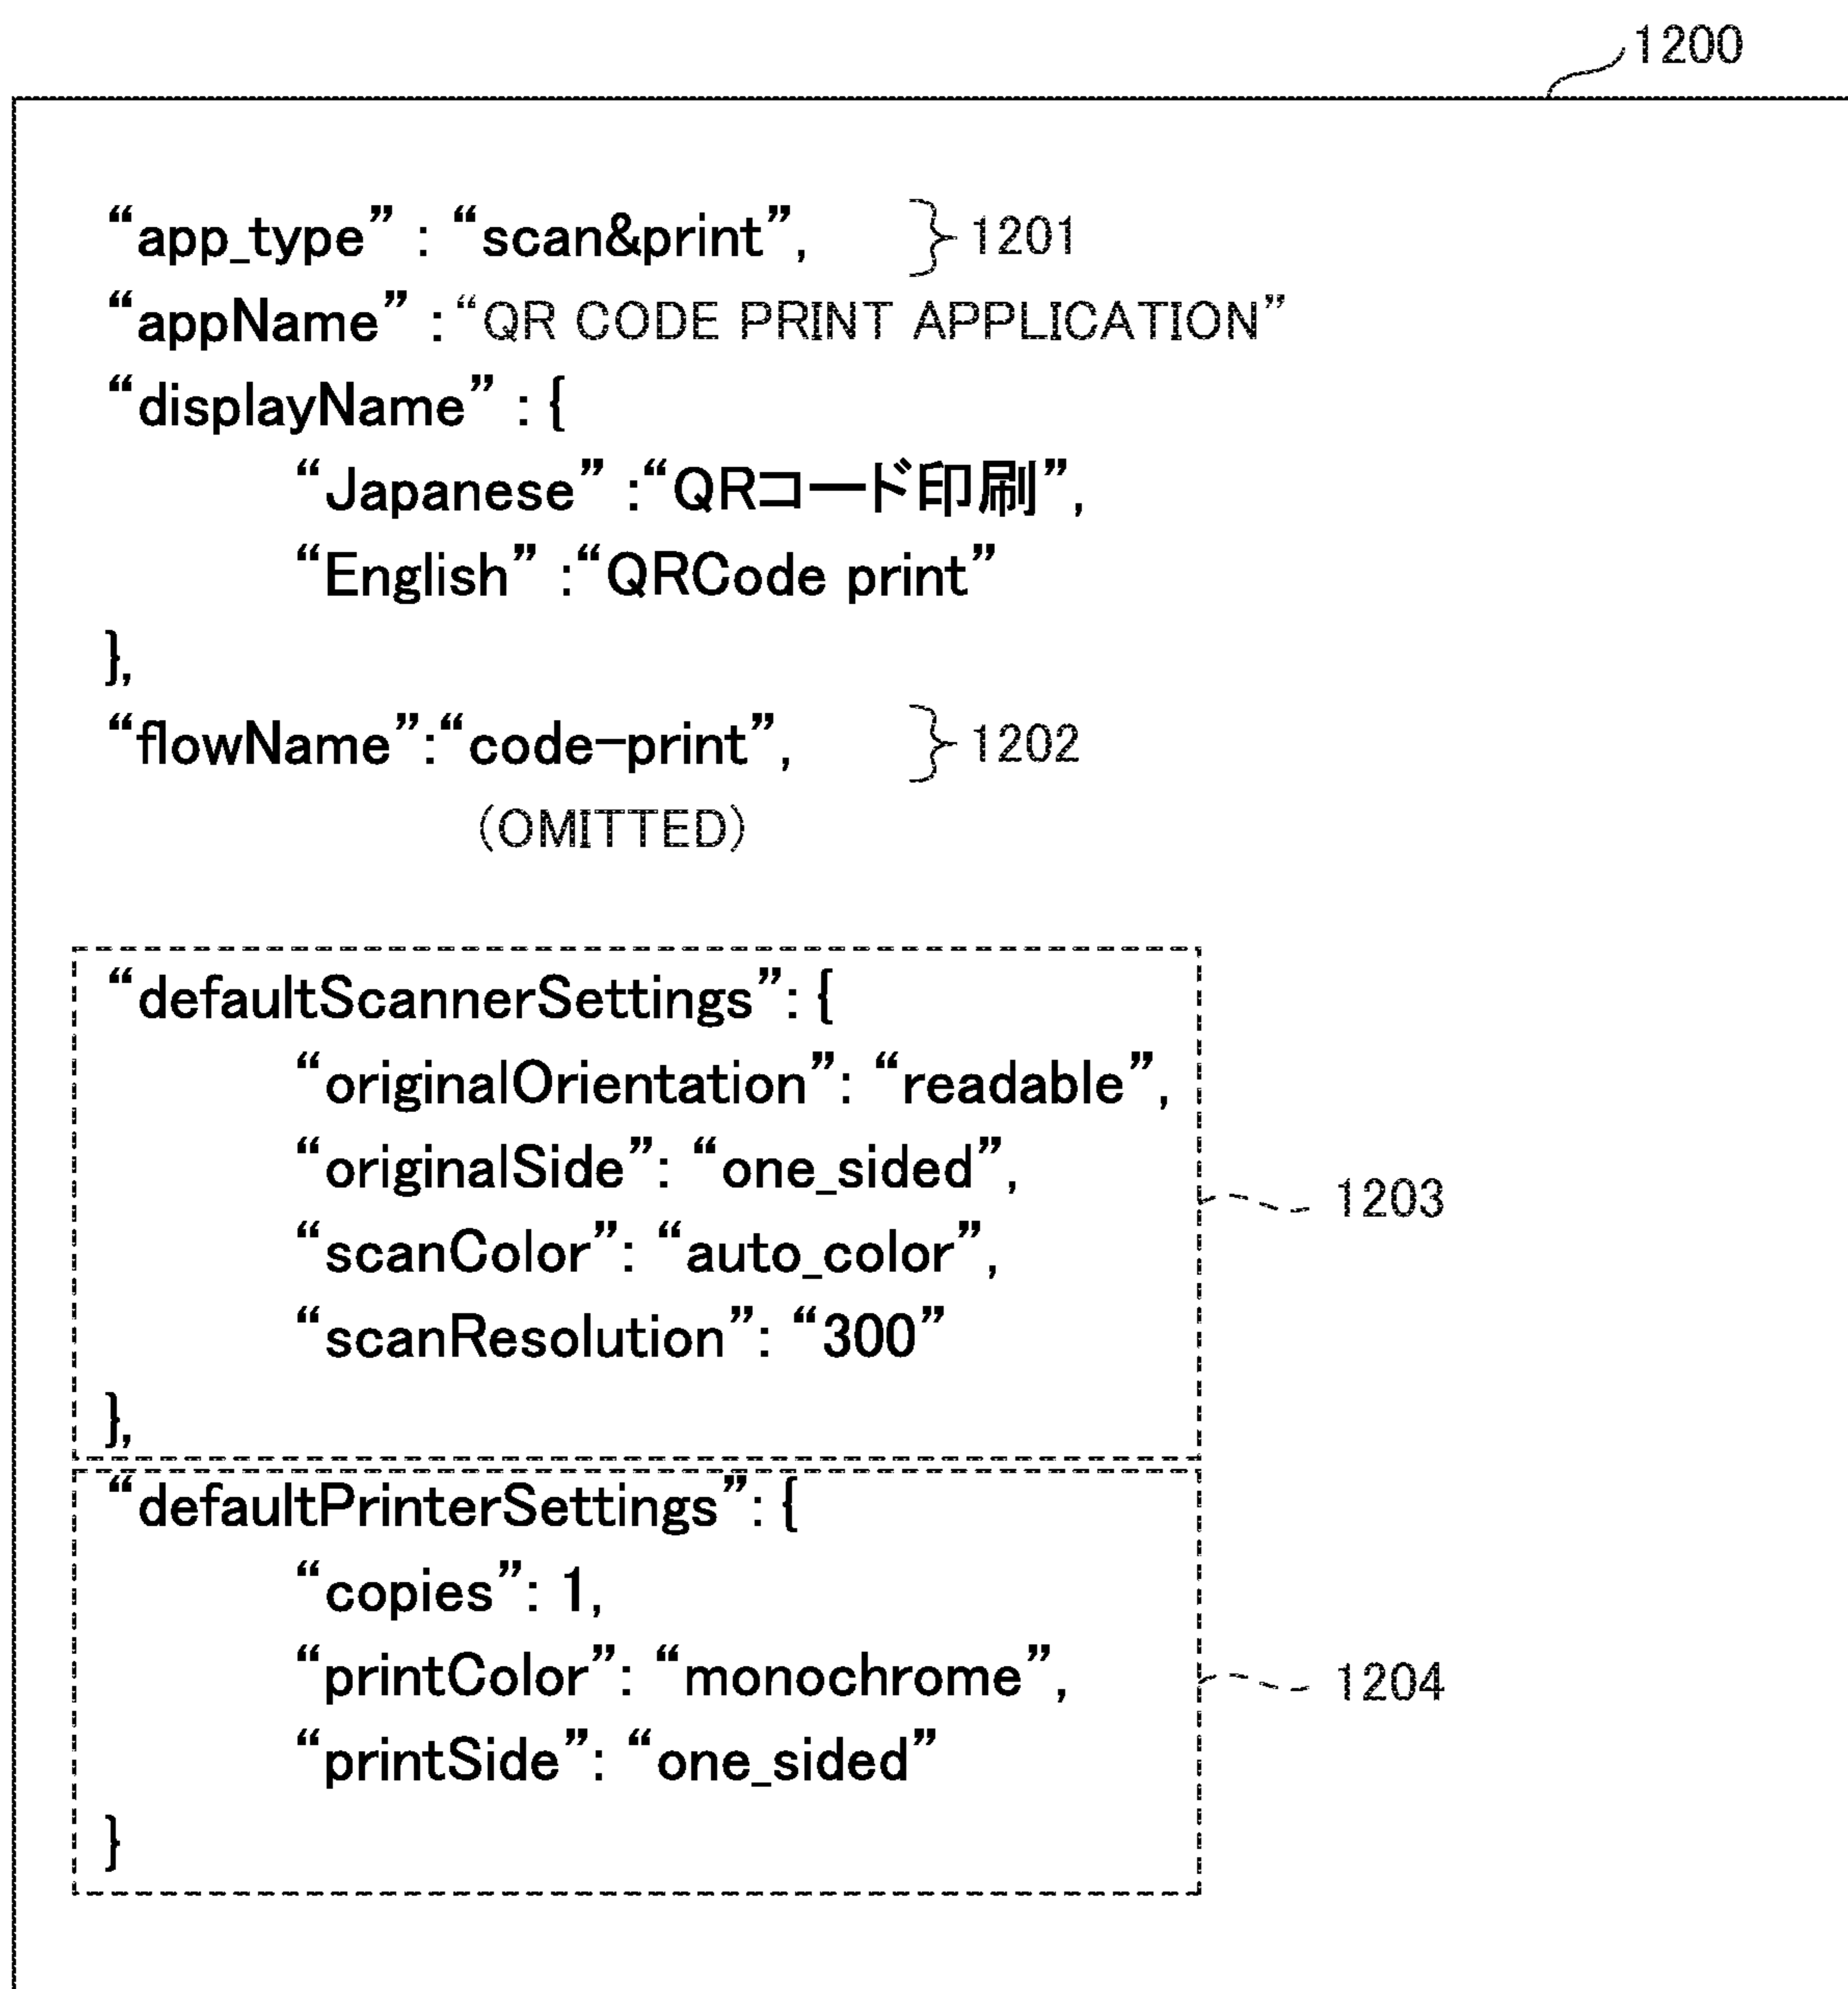 1200
“app_type” : “scan&print”, 1201
“appName” : “QR CODE PRINT APPLICATION”
“displayName” : {
“Japanese” :“QRコード印刷”,
“English” :“QRCode print”
},
“flowName”:“code-print”, 1202
(OMITTED)
“defaultScannerSettings”: {
“originalOrientation”: “readable”,
“originalSide”: “one_sided”, 1203
“scanColor”: “auto_color”,
“scanResolution”: “300”
},
“defaultPrinterSettings”: {
“copies”: 1,
“printColor”: “monochrome”, 1204
“printSide”: “one_sided”
}